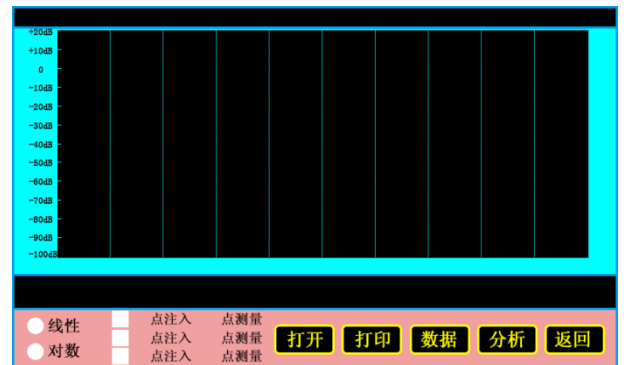 +20dB
+10dB
0
-10dB
-20dB
-30dB
-40dB
-50dB
-60dB
-70dB
-80dB
-90dB
-100dB
线性
对数
点注入 点测量
点注入 点测量
点注入 点测量
打开 打印 数据 分析 返回